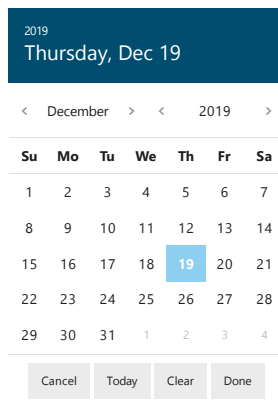 2019
Thursday, Dec 19
< December > < 2019 >
Su Mo Tu We Th Fr Sa
1 2 3 4 5 6 7
8 9 10 11 12 13 14
15 16 17 18 19 20 21
22 23 24 25 26 27 28
29 30 31 1 2 3 4
Cancel Today Clear Done